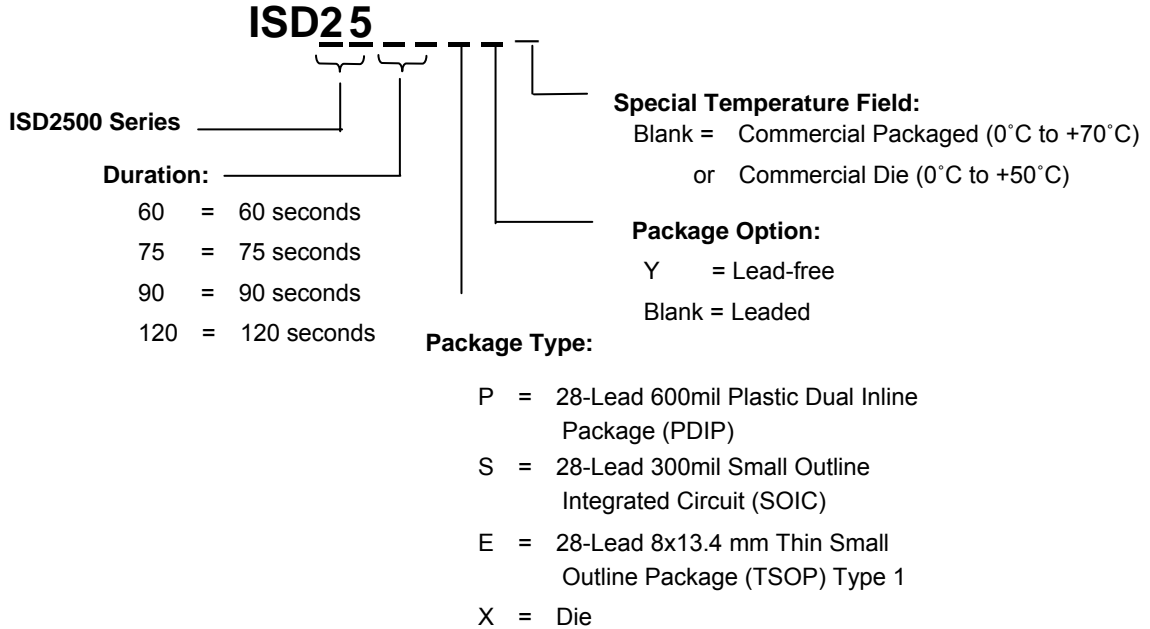 ISD25
ISD2500 Series
Duration:
60 = 60 seconds
75 = 75 seconds
90 = 90 seconds
120 = 120 seconds
Special Temperature Field:
Blank = Commercial Packaged (0˚C to +70˚C)
or Commercial Die (0˚C to +50˚C)
Package Option:
Y = Lead-free
Blank = Leaded
Package Type:
P = 28-Lead 600mil Plastic Dual Inline
Package (PDIP)
S = 28-Lead 300mil Small Outline
Integrated Circuit (SOIC)
E = 28-Lead 8x13.4 mm Thin Small
Outline Package (TSOP) Type 1
X = Die